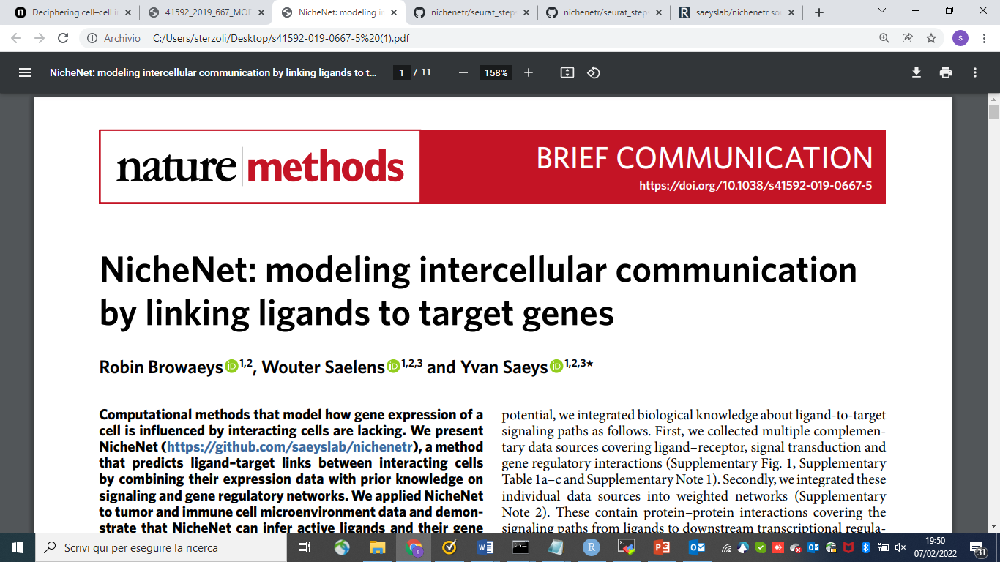 Deciphering cell–cell i
41592_2019_667_MOE
NicheNet: modeling in
nichenetr/seurat_step
nichenetr/seurat_step
saeyslab/nichenetr so
Archivio
C:/Users/sterzoli/Desktop/s41592-019-0667-5%20(1).pdf
s
NicheNet: modeling intercellular communication by linking ligands to t...
1 / 11
158%
nature methods
BRIEF COMMUNICATION
https://doi.org/10.1038/s41592-019-0667-5
NicheNet: modeling intercellular communication
by linking ligands to target genes
Robin Browaeys iD 1,2, Wouter Saelens iD 1,2,3 and Yvan Saeys iD 1,2,3★
Computational methods that model how gene expression of a
cell is influenced by interacting cells are lacking. We present
NicheNet (https://github.com/saeyslab/nichenetr), a method
that predicts ligand–target links between interacting cells
by combining their expression data with prior knowledge on
signaling and gene regulatory networks. We applied NicheNet
to tumor and immune cell microenvironment data and demon-
strate that NicheNet can infer active ligands and their gene
potential, we integrated biological knowledge about ligand-to-target
signaling paths as follows. First, we collected multiple complemen-
tary data sources covering ligand–receptor, signal transduction and
gene regulatory interactions (Supplementary Fig. 1, Supplementary
Table 1a–c and Supplementary Note 1). Secondly, we integrated these
individual data sources into weighted networks (Supplementary
Note 2). These contain protein–protein interactions covering the
signaling paths from ligands to downstream transcriptional regula-
Scrivi qui per eseguire la ricerca
19:50
07/02/2022
31